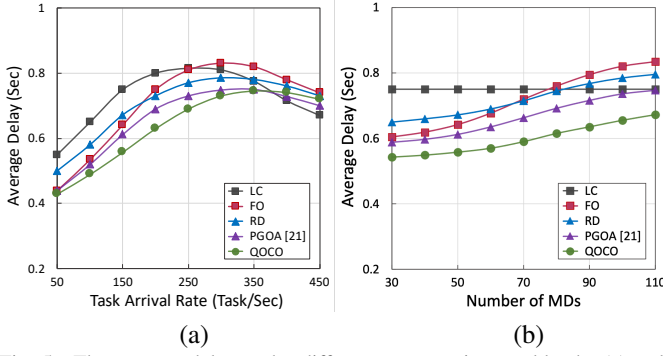 1
0.8
0.6
0.4
0.2
Average Delay (Sec)
LC
FO
RD
PGOA [21]
QOCO
50 150 250 350 450
Task Arrival Rate (Task/Sec)
(a)
1
0.8
0.6
0.4
0.2
Average Delay (Sec)
LC
FO
RD
PGOA [21]
QOCO
30 50 70 90 110
Number of MDs
(b)